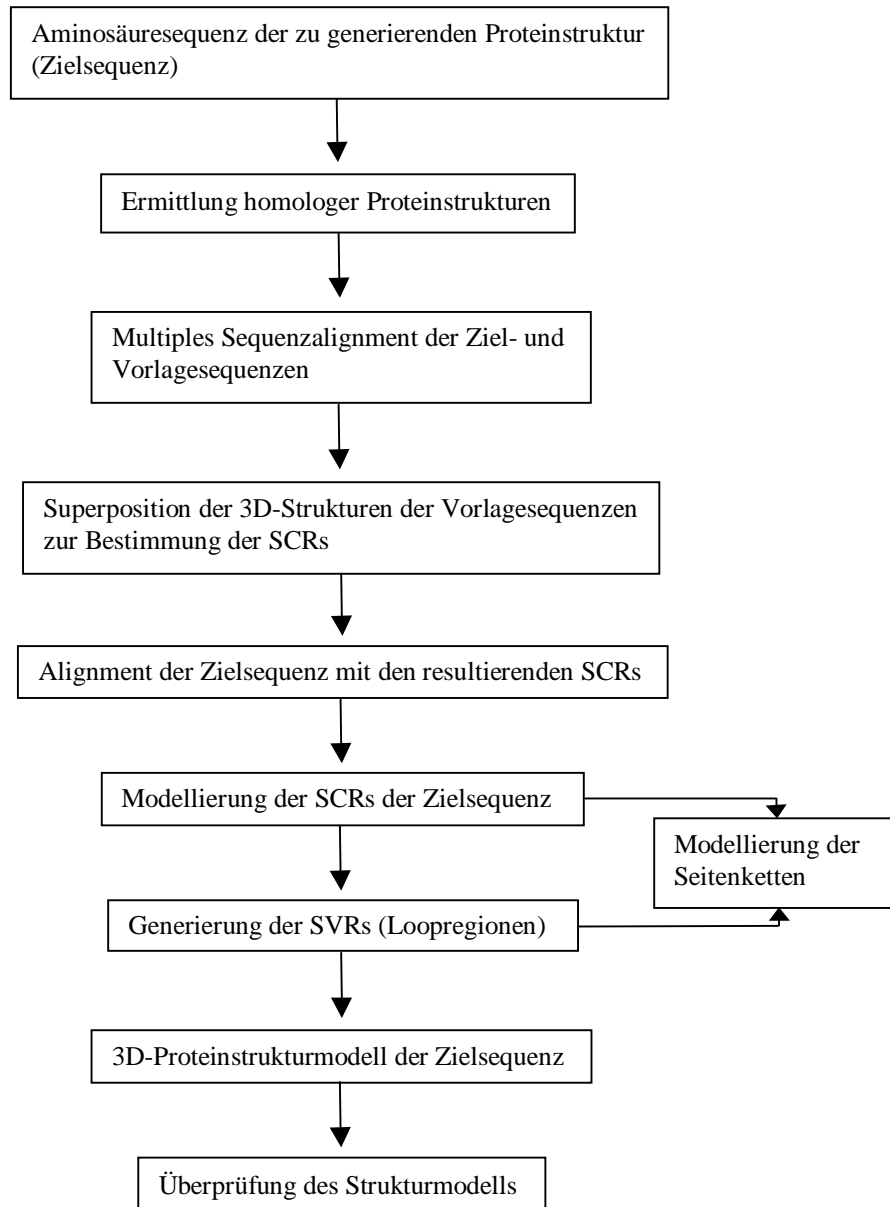 Aminosäuresequenz der zu generierenden Proteinstruktur
(Zielsequenz)
Ermittlung homologer Proteinstrukturen
Multiples Sequenzalignment der Ziel- und
Vorlagesequenzen
Superposition der 3D-Strukturen der Vorlagesequenzen
zur Bestimmung der SCRs
Alignment der Zielsequenz mit den resultierenden SCRs
Modellierung der SCRs der Zielsequenz
Modellierung der
Seitenketten
Generierung der SVRs (Loopregionen)
3D-Proteinstrukturmodell der Zielsequenz
Überprüfung des Strukturmodells